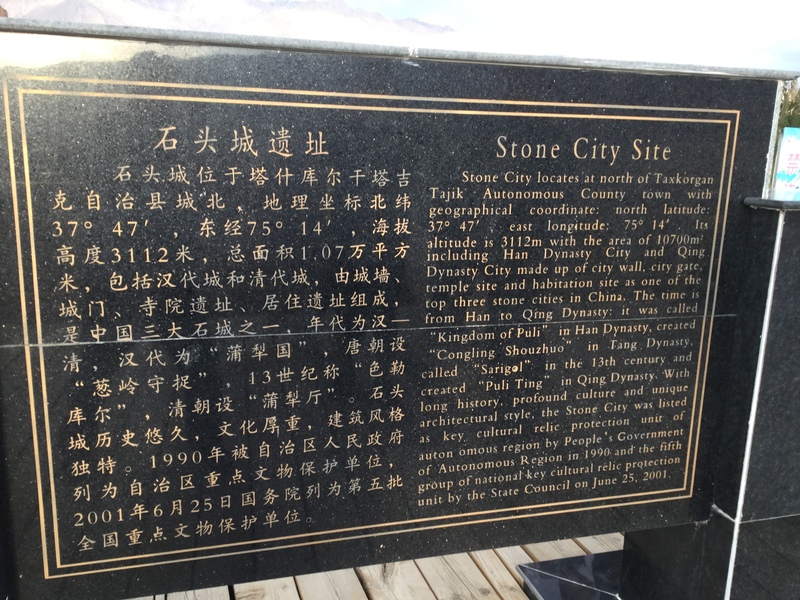 石头城遗址
石头城位于塔什库尔干塔吉
克自治县城北，地理坐标北纬
37° 47′，东经75° 14′，海拔
高度3112米，总面积1.07万平方
米，包括汉代城和清代城，由城墙、
城门、寺院遗址、居住遗址组成，
是中国三大石城之一，年代为汉—
清，汉代为“蒲犁国”，唐朝设
“葱岭守捉”，13世纪称“色勒
库尔”，清朝设“蒲犁厅”。石头
城历史悠久，文化厚重，建筑风格
独特。1990年被自治区人民政府
列为自治区重点文物保护单位，
2001年6月25日国务院列为第五批
全国重点文物保护单位。
Stone City Site
Stone City locates at north of Taxkorgan
Tajik Autonomous County town with
geographical coordinate: north latitude:
37° 47′ east longitude: 75° 14′. Its
altitude is 3112m with the area of 10700m²
including Han Dynasty City and Qing
Dynasty City made up of city wall, city gate,
temple site and habitation site as one of the
top three stone cities in China. The time is
from Han to Qing Dynasty: it was called
“Kingdom of Puli” in Han Dynasty, created
“Congling Shouzhuo” in Tang Dynasty,
called “Sarigol” in the 13th century and
created “Puli Ting” in Qing Dynasty. With
long history, profound culture and unique
architectural style, the Stone City was listed
as key cultural relic protection unit of
auton omous region by People's Government
of Autonomous Region in 1990 and the fifth
group of national key cultural relic protection
unit by the State Council on June 25, 2001.